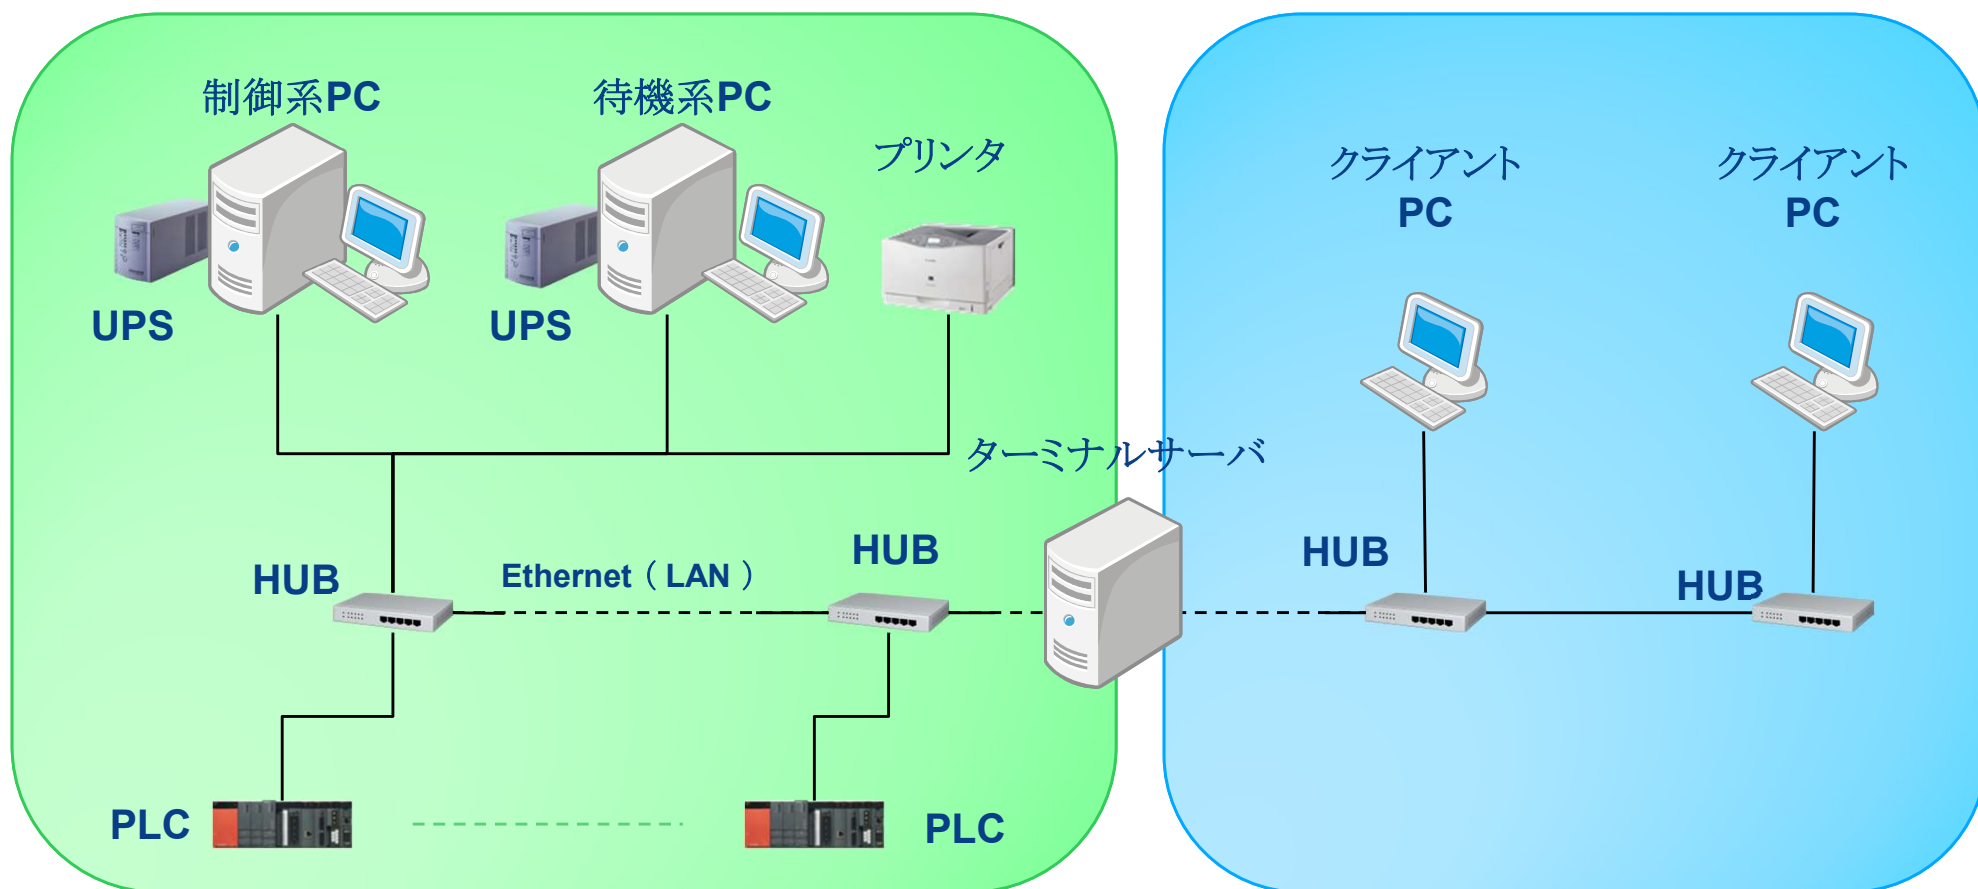 制御系PC
待機系PC
プリンタ
クライアント
PC
クライアント
PC
UPS
UPS
ターミナルサーバ
HUB
Ethernet（ LAN ）
HUB
HUB
HUB
PLC
PLC